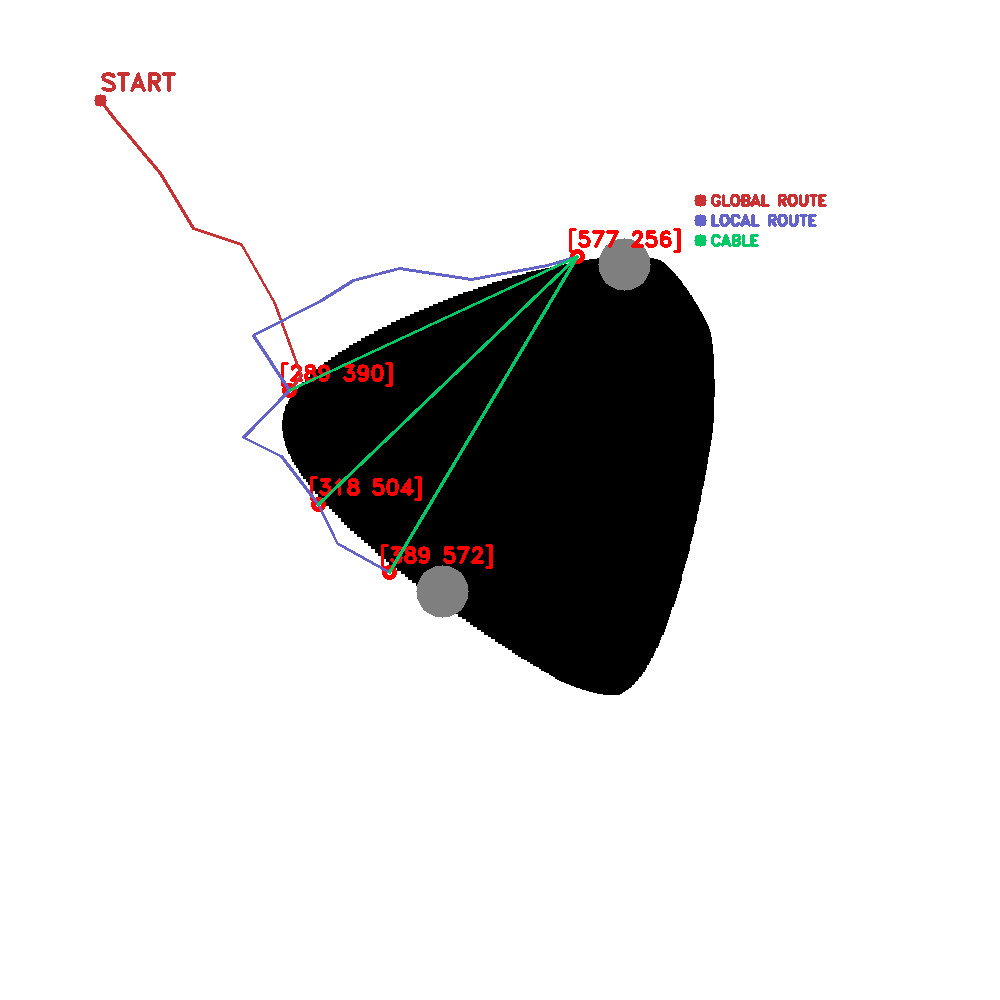 START
GLOBAL ROUTE
LOCAL ROUTE
CABLE
[577 256]
[289 390]
[318 504]
[389 572]